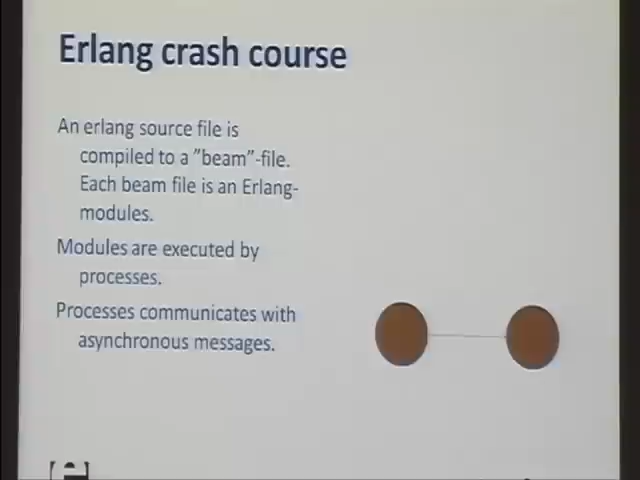 Erlang crash course
An erlang source file is
compiled to a "beam"-file.
Each beam file is an Erlang-
modules.
Modules are executed by
processes.
Processes communicates with
asynchronous messages.
[e]